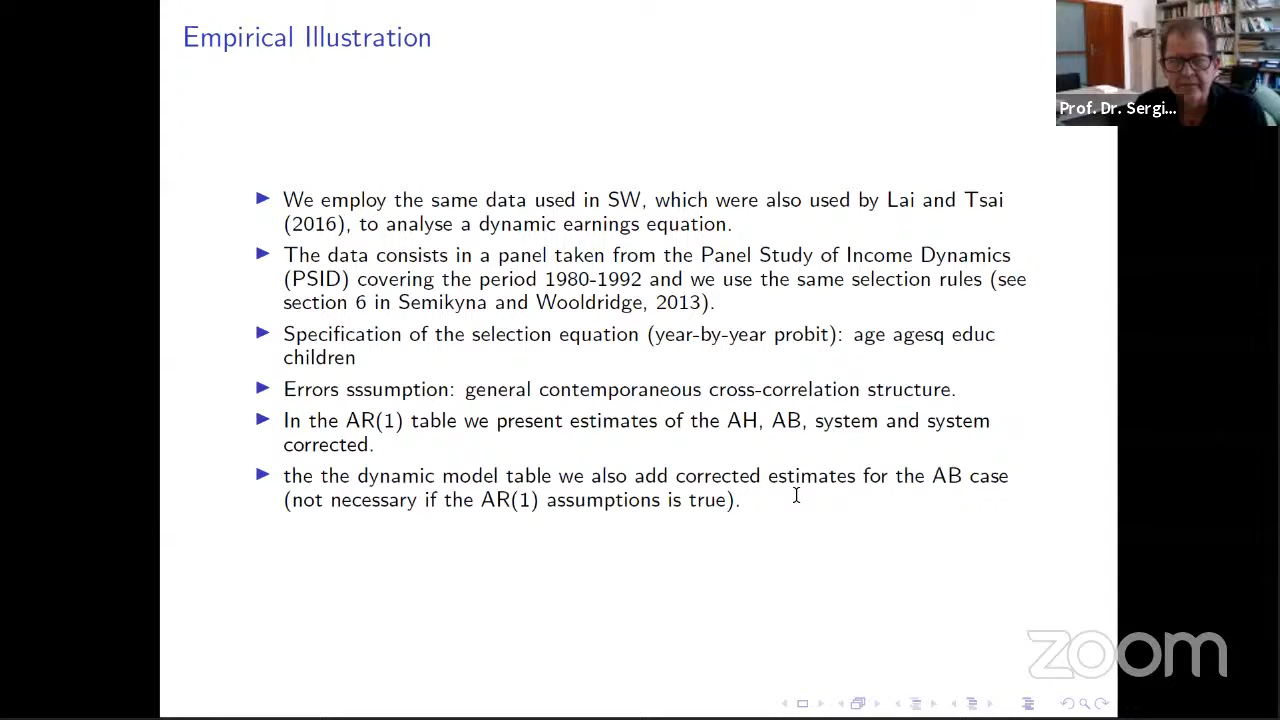 Empirical Illustration
Prof. Dr. Sergi...
We employ the same data used in SW, which were also used by Lai and Tsai
(2016), to analyse a dynamic earnings equation.
The data consists in a panel taken from the Panel Study of Income Dynamics
(PSID) covering the period 1980-1992 and we use the same selection rules (see
section 6 in Semikyna and Wooldridge, 2013).
Specification of the selection equation (year-by-year probit): age agesq educ
children
Errors sssumption: general contemporaneous cross-correlation structure.
In the AR(1) table we present estimates of the AH, AB, system and system
corrected.
the the dynamic model table we also add corrected estimates for the AB case
(not necessary if the AR(1) assumptions is true).
zoom